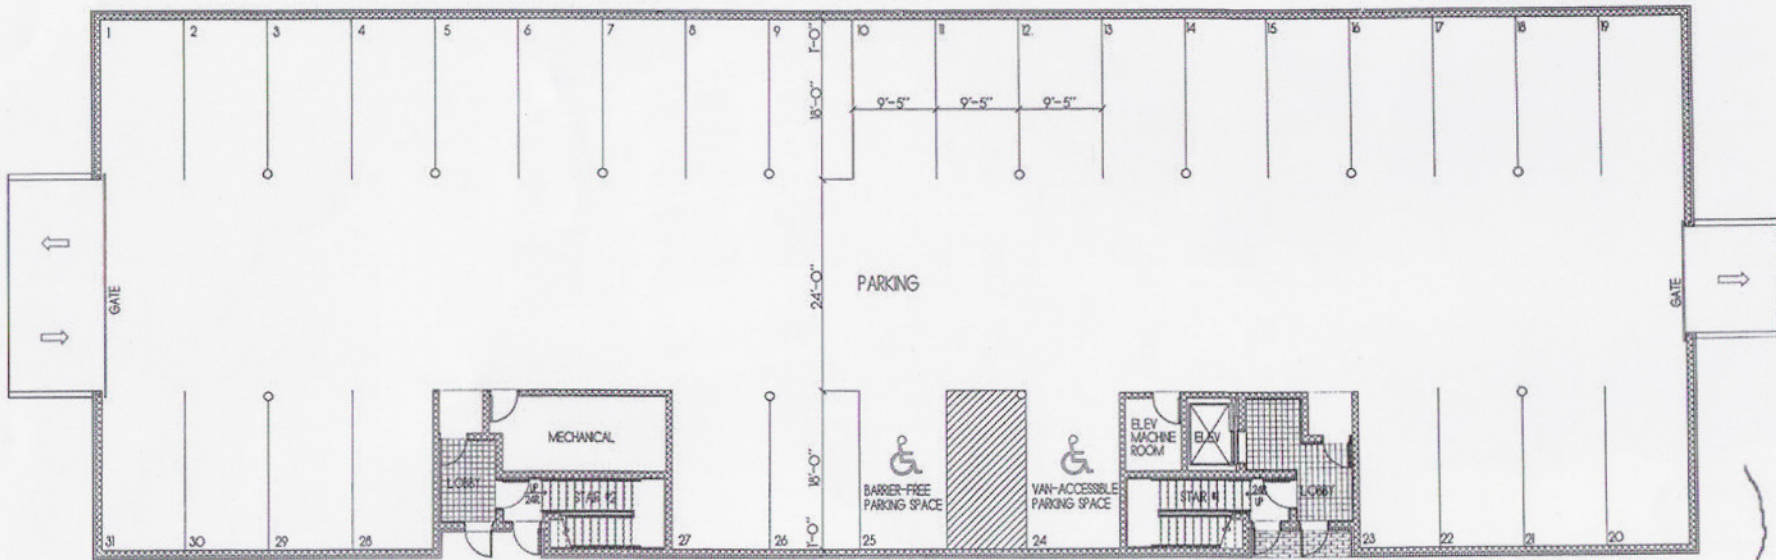 1 2 3 4 5 6 7 8 9 10 11 12 13 14 15 16 17 18 19
1'-0"
18'-0"
9'-5" 9'-5" 9'-5"
GATE
24'-0"
PARKING
GATE
MECHANICAL
LOBBY
UP
24R
STAIR #2
18'-0"
1'-0"
BARRIER-FREE
PARKING SPACE
VAN-ACCESSIBLE
PARKING SPACE
ELEV
MACHINE
ROOM
ELEV
STAIR #1
24R
UP
LOBBY
31 30 29 28 27 26 25 24 23 22 21 20